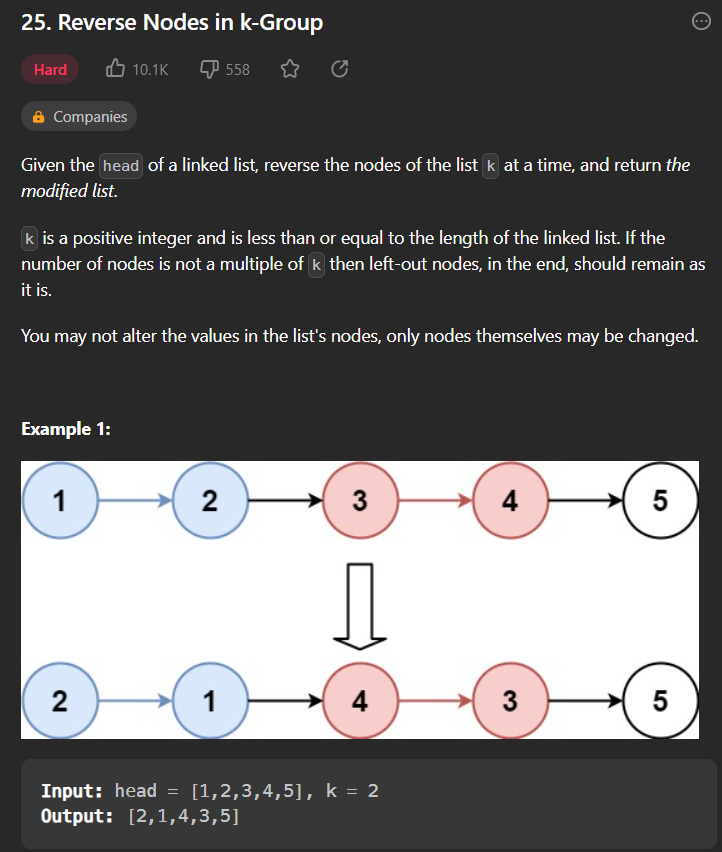 25. Reverse Nodes in k-Group
Hard 10.1K 558
Companies
Given the head of a linked list, reverse the nodes of the list k at a time, and return the
modified list.
k is a positive integer and is less than or equal to the length of the linked list. If the
number of nodes is not a multiple of k then left-out nodes, in the end, should remain as
it is.
You may not alter the values in the list's nodes, only nodes themselves may be changed.
Example 1:
1 2 3 4 5
2 1 4 3 5
Input: head = [1,2,3,4,5], k = 2
Output: [2,1,4,3,5]